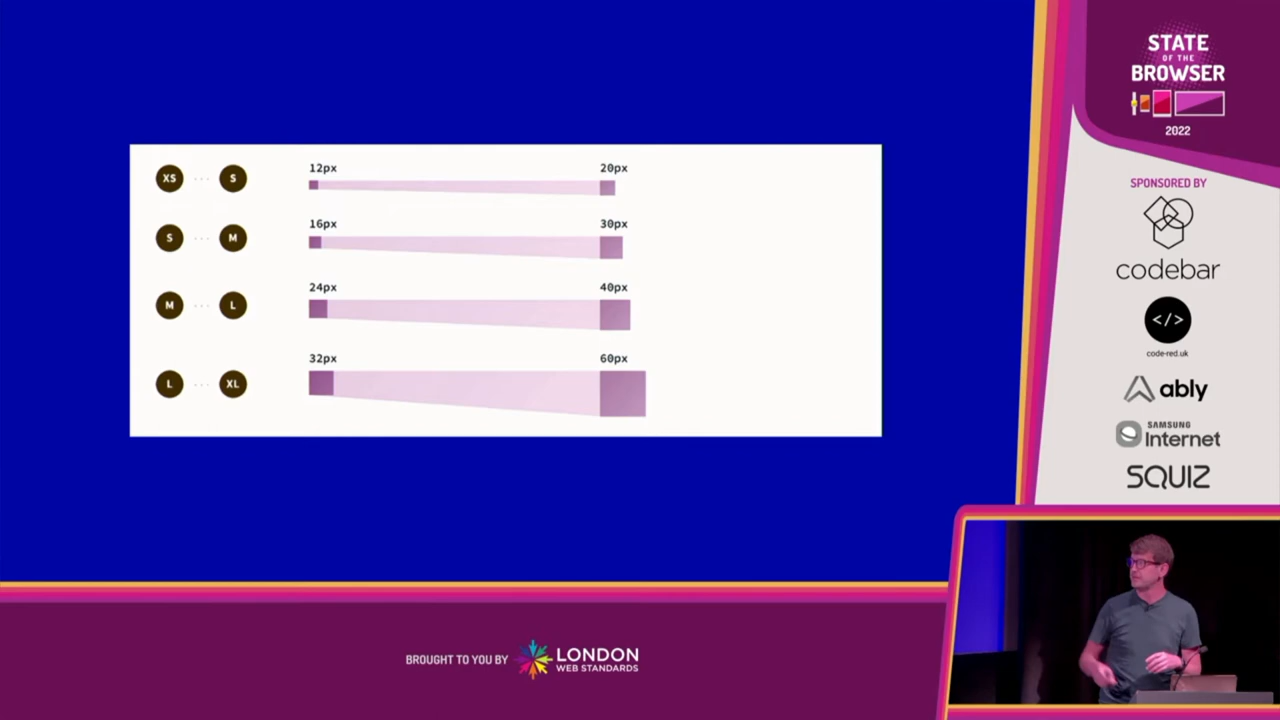 XS ... S
12px
20px
S ... M
16px
30px
M ... L
24px
40px
L ... XL
32px
60px
STATE
OF THE
BROWSER
2022
SPONSORED BY
codebar
</>
code-red.uk
ably
SAMSUNG
Internet
SQUIZ
BROUGHT TO YOU BY
LONDON
WEB STANDARDS